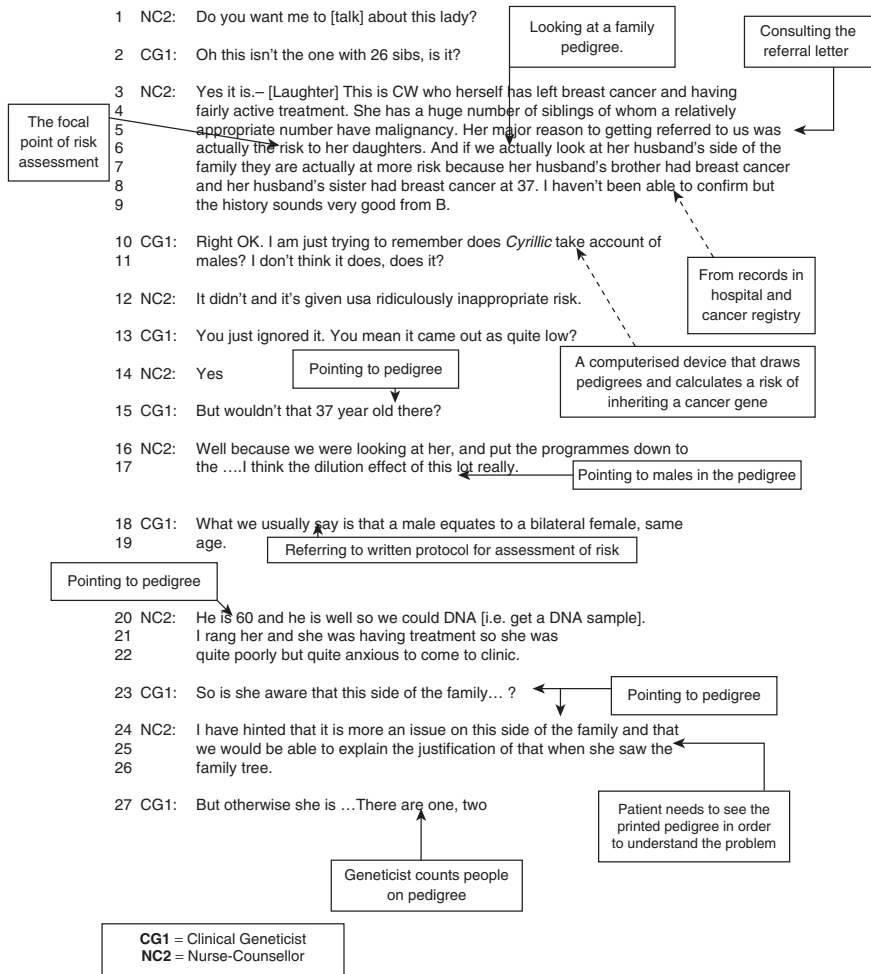 1 NC2: Do you want me to [talk] about this lady?
Looking at a family
pedigree.
Consulting the
referral letter
2 CG1: Oh this isn't the one with 26 sibs, is it?
3 NC2: Yes it is.– [Laughter] This is CW who herself has left breast cancer and having
4 fairly active treatment. She has a huge number of siblings of whom a relatively
5 appropriate number have malignancy. Her major reason to getting referred to us was
6 actually the risk to her daughters. And if we actually look at her husband's side of the
7 family they are actually at more risk because her husband's brother had breast cancer
8 and her husband's sister had breast cancer at 37. I haven't been able to confirm but
9 the history sounds very good from B.
The focal
point of risk
assessment
10 CG1: Right OK. I am just trying to remember does Cyrillic take account of
11 males? I don't think it does, does it?
From records in
hospital and
cancer registry
12 NC2: It didn't and it's given usa ridiculously inappropriate risk.
13 CG1: You just ignored it. You mean it came out as quite low?
A computerised device that draws
pedigrees and calculates a risk of
inheriting a cancer gene
14 NC2: Yes
Pointing to pedigree
15 CG1: But wouldn't that 37 year old there?
16 NC2: Well because we were looking at her, and put the programmes down to
17 the ....I think the dilution effect of this lot really.
Pointing to males in the pedigree
18 CG1: What we usually say is that a male equates to a bilateral female, same
19 age.
Referring to written protocol for assessment of risk
Pointing to pedigree
20 NC2: He is 60 and he is well so we could DNA [i.e. get a DNA sample].
21 I rang her and she was having treatment so she was
22 quite poorly but quite anxious to come to clinic.
23 CG1: So is she aware that this side of the family... ?
Pointing to pedigree
24 NC2: I have hinted that it is more an issue on this side of the family and that
25 we would be able to explain the justification of that when she saw the
26 family tree.
27 CG1: But otherwise she is ...There are one, two
Patient needs to see the
printed pedigree in order
to understand the problem
Geneticist counts people
on pedigree
CG1 = Clinical Geneticist
NC2 = Nurse-Counsellor